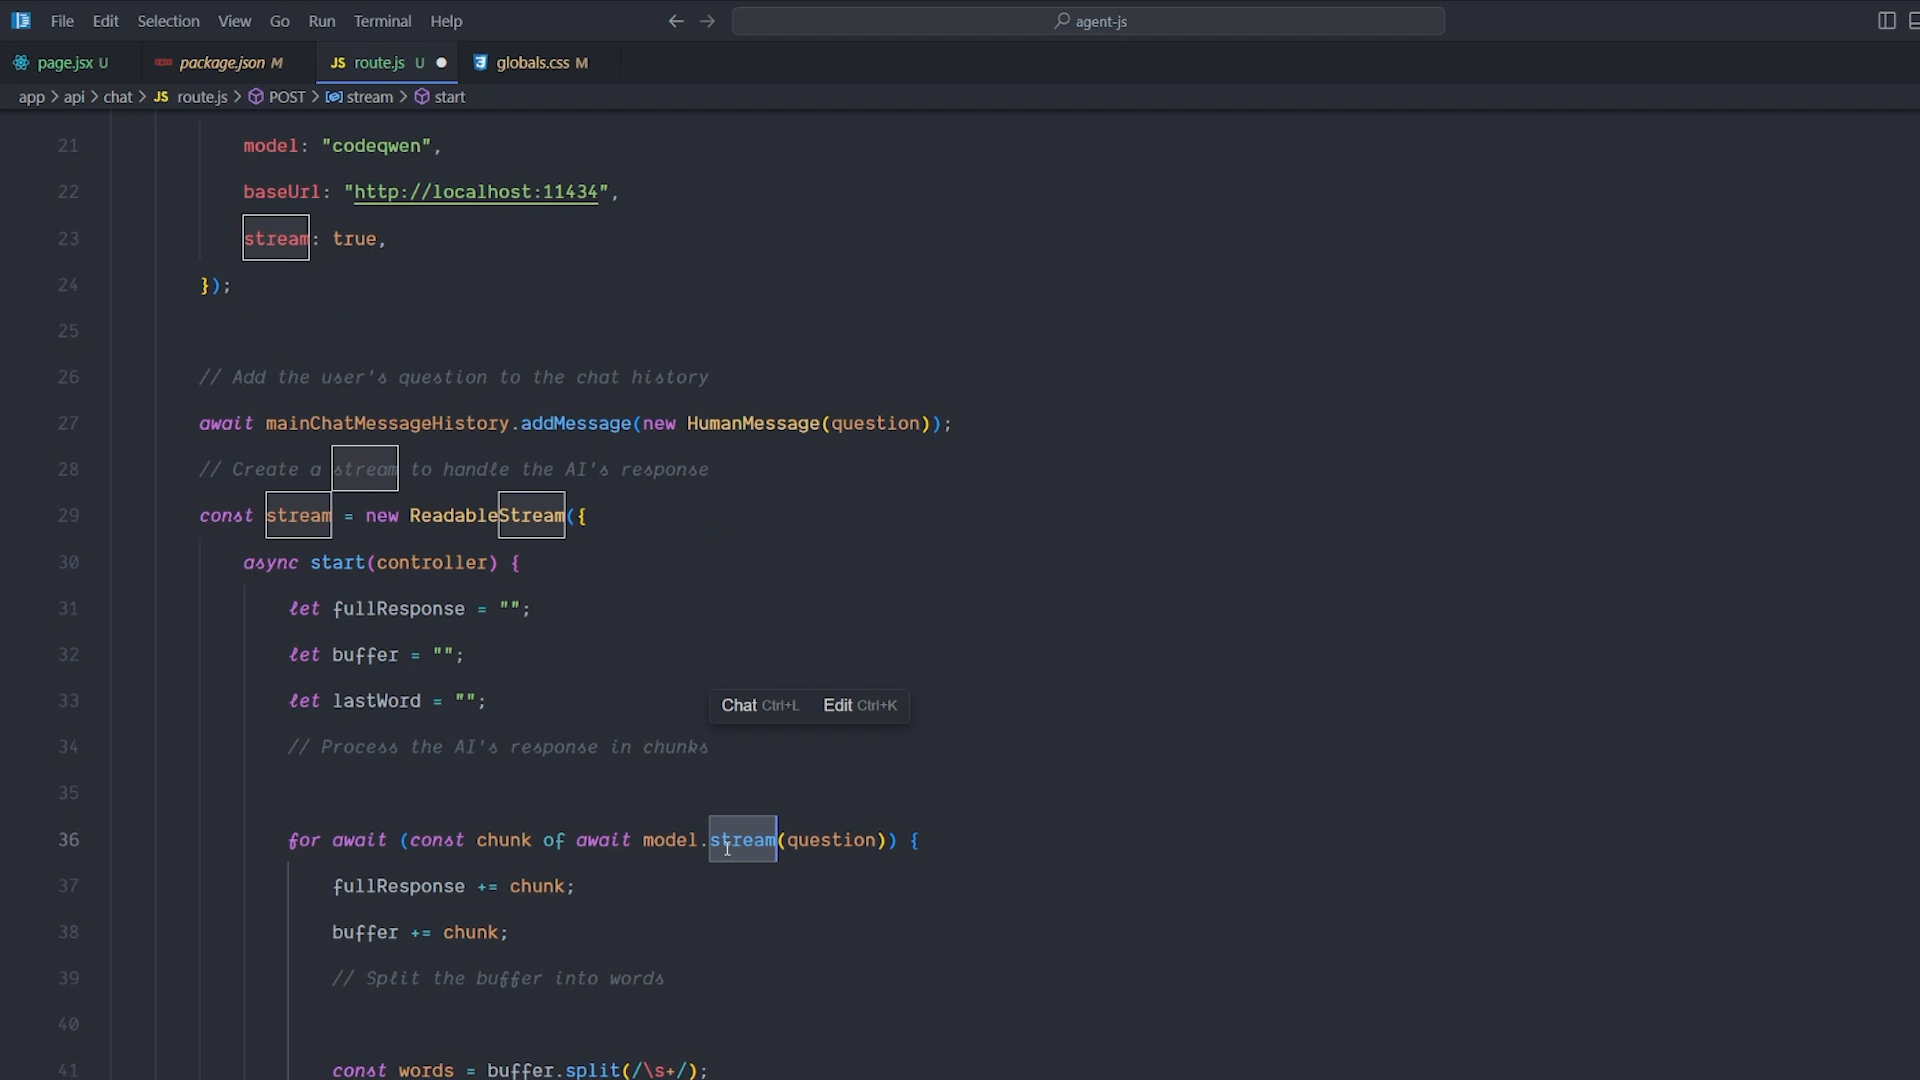 File Edit Selection View Go Run Terminal Help
agent-js
page.jsx U
package.json M
JS route.js U
globals.css M
app > api > chat > JS route.js > POST > stream > start
21 model: "codeqwen",
22 baseUrl: "http://localhost:11434",
23 stream: true,
24 });
25
26 // Add the user's question to the chat history
27 await mainChatMessageHistory.addMessage(new HumanMessage(question));
28 // Create a stream to handle the AI's response
29 const stream = new ReadableStream({
30 async start(controller) {
31 let fullResponse = "";
32 let buffer = "";
33 let lastWord = "";
Chat Ctrl+L Edit Ctrl+K
34 // Process the AI's response in chunks
35
36 for await (const chunk of await model.stream(question)) {
37 fullResponse += chunk;
38 buffer += chunk;
39 // Split the buffer into words
40
41 const words = buffer.split(/\s+/);